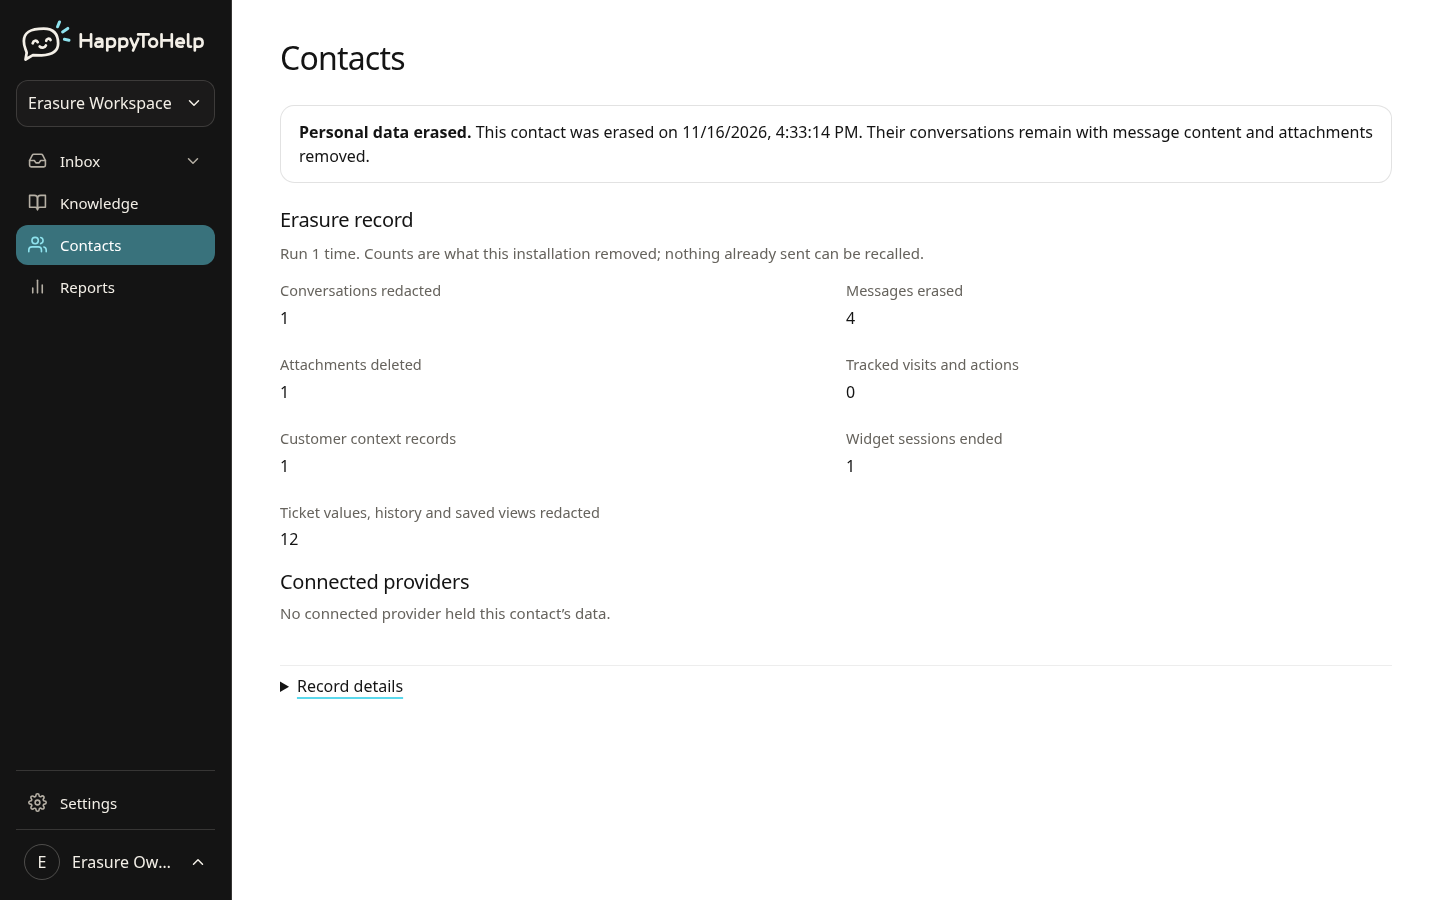 HappyToHelp
Erasure Workspace
Inbox
Knowledge
Contacts
Reports
Settings
E
Erasure Ow...
Contacts
Personal data erased. This contact was erased on 11/16/2026, 4:33:14 PM. Their conversations remain with message content and attachments
removed.
Erasure record
Run 1 time. Counts are what this installation removed; nothing already sent can be recalled.
Conversations redacted
1
Messages erased
4
Attachments deleted
1
Tracked visits and actions
0
Customer context records
1
Widget sessions ended
1
Ticket values, history and saved views redacted
12
Connected providers
No connected provider held this contact’s data.
Record details